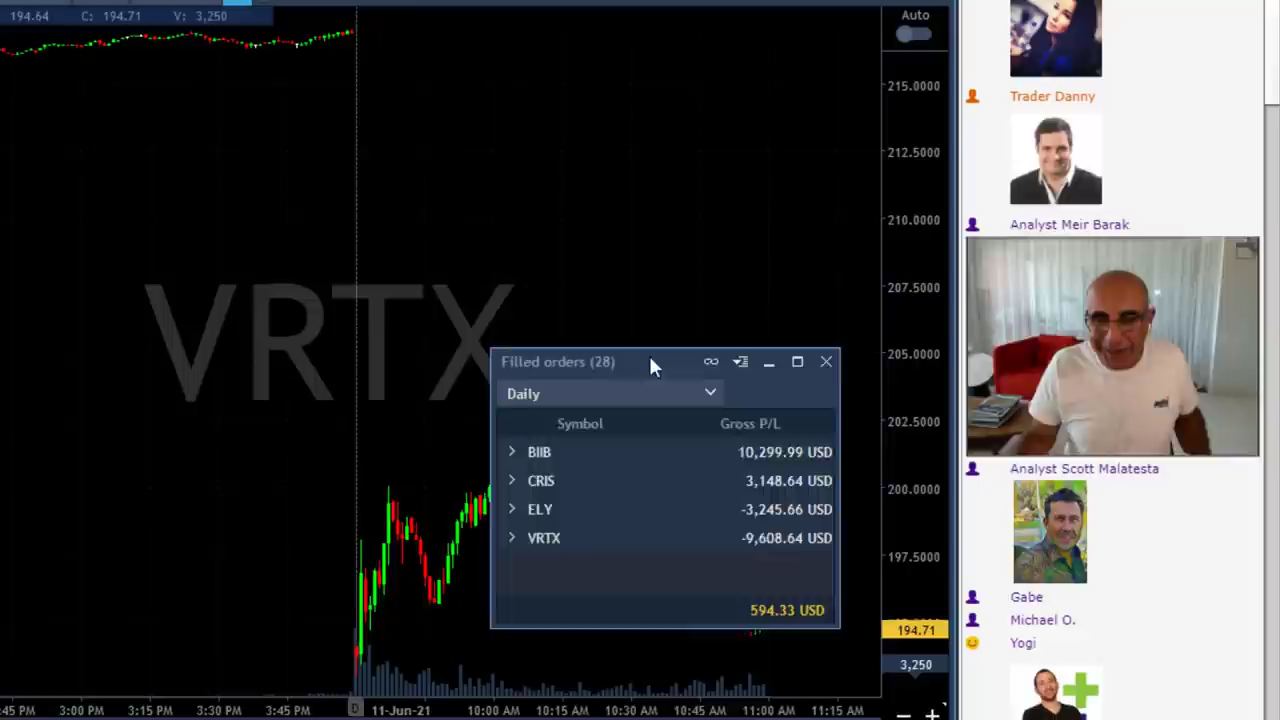 194.64 C: 194.71 V: 3,250
Auto
215.0000
212.5000
210.0000
207.5000
205.0000
202.5000
200.0000
197.5000
194.71
3,250
VRTX
Filled orders (28)
Daily
Symbol Gross P/L
BIIB 10,299.99 USD
CRIS 3,148.64 USD
ELY -3,245.66 USD
VRTX -9,608.64 USD
594.33 USD
:45 PM 3:00 PM 3:15 PM 3:30 PM 3:45 PM D 11-Jun-21 10:00 AM 10:15 AM 10:30 AM 10:45 AM 11:00 AM 11:15 AM
Trader Danny
Analyst Meir Barak
Analyst Scott Malatesta
Gabe
Michael O.
Yogi